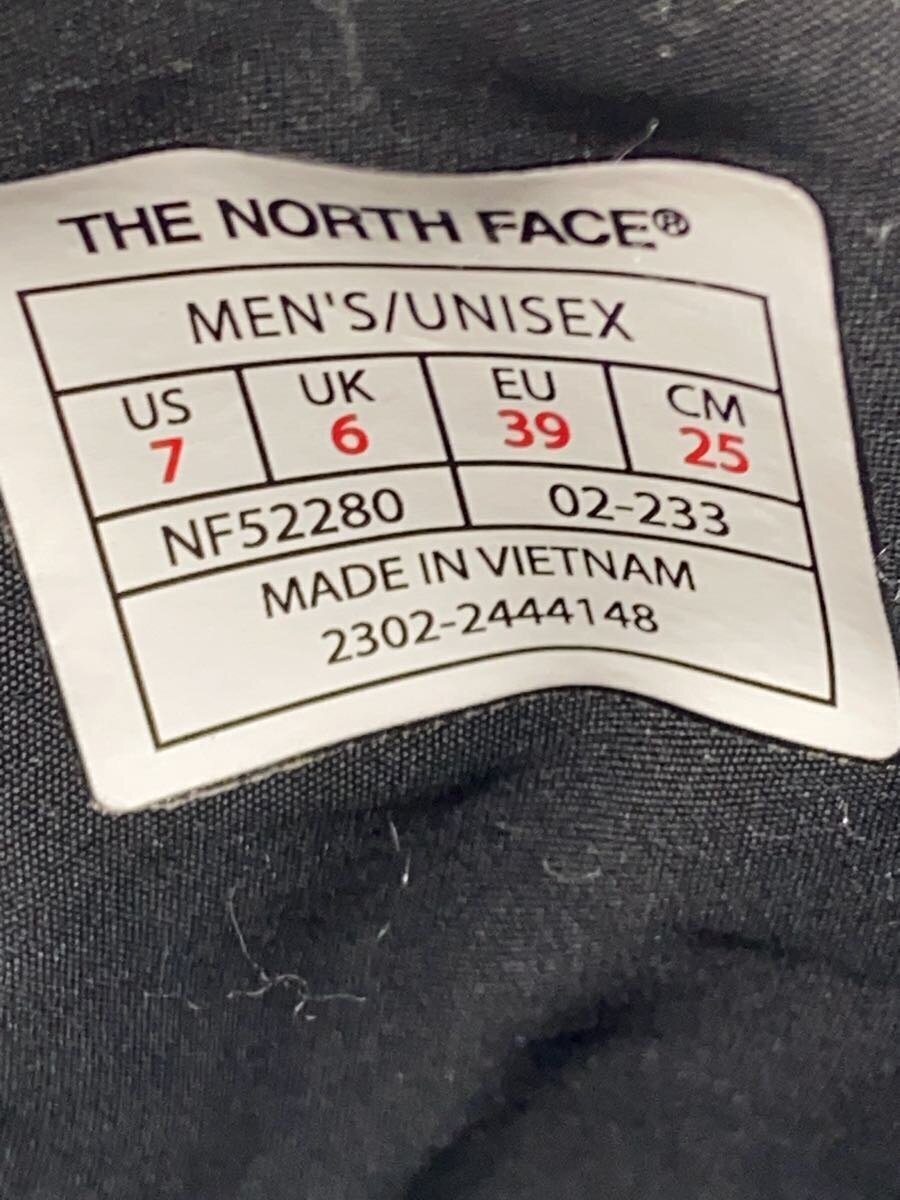 THE NORTH FACE®
MEN'S/UNISEX
US UK EU CM
7 6 39 25
NF52280 02-233
MADE IN VIETNAM
2302-2444148